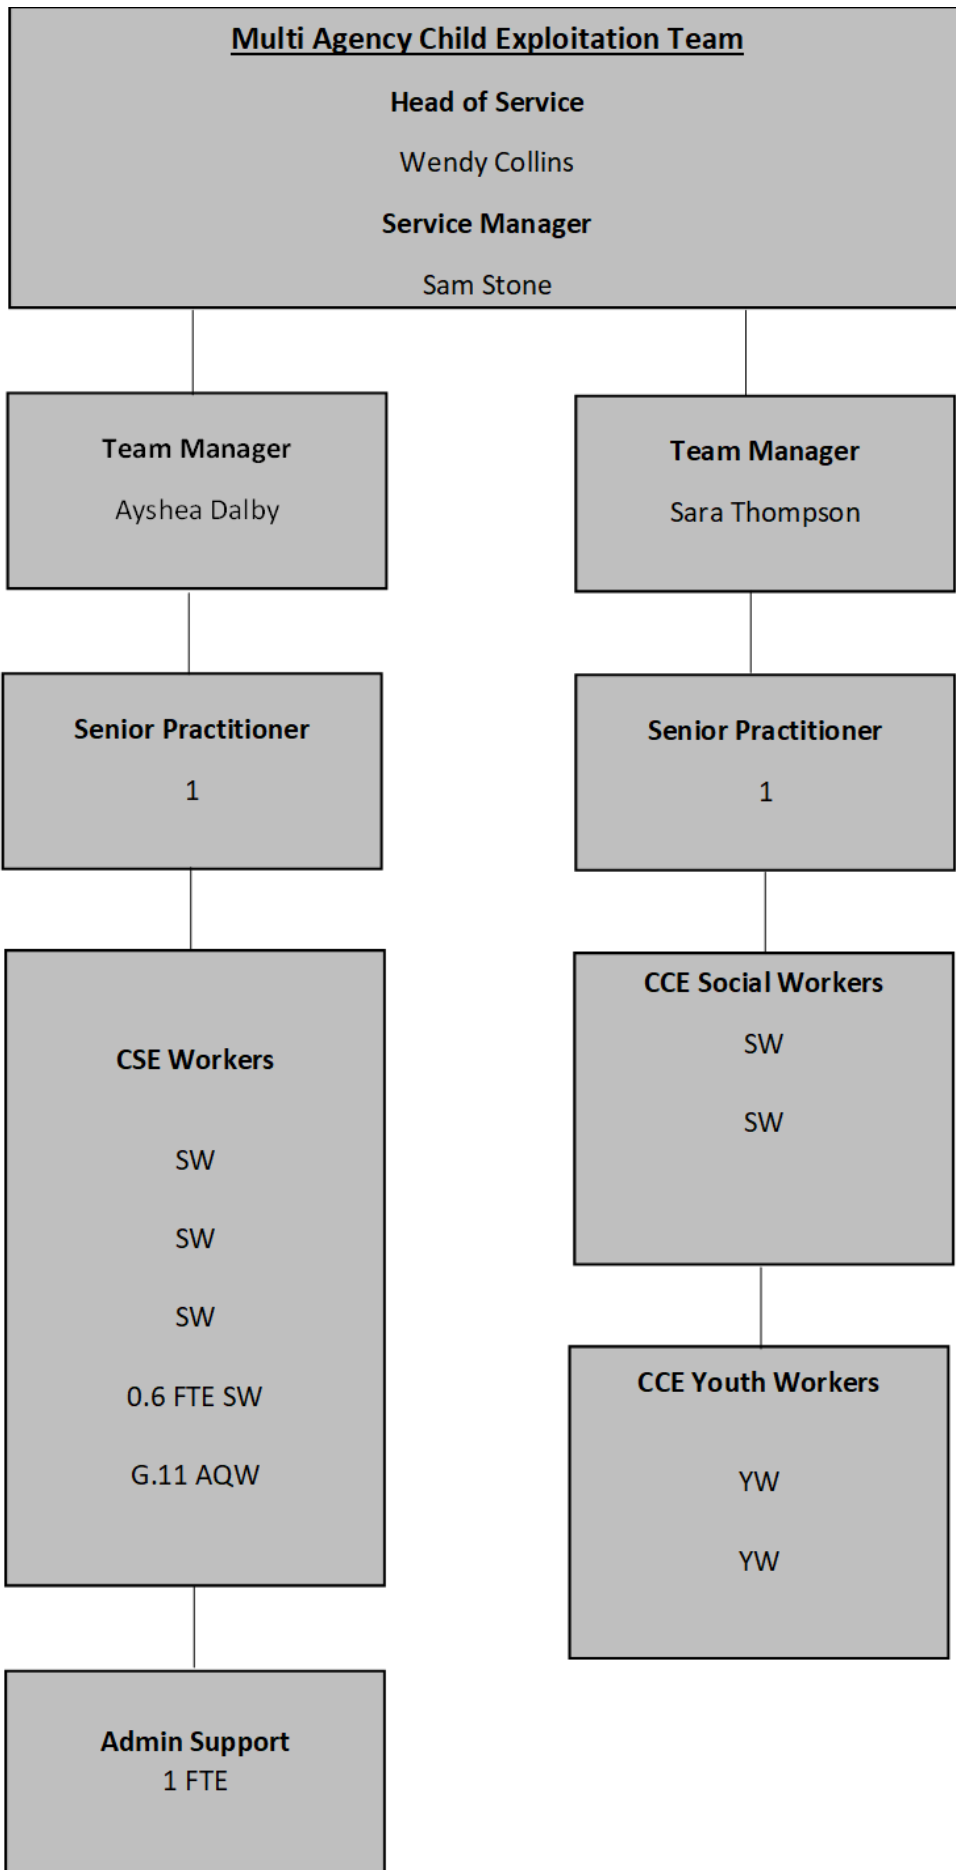 Multi Agency Child Exploitation Team
Head of Service
Wendy Collins
Service Manager
Sam Stone
Team Manager
Ayshea Dalby
Team Manager
Sara Thompson
Senior Practitioner
1
Senior Practitioner
1
CSE Workers
SW
SW
SW
0.6 FTE SW
G.11 AQW
CCE Social Workers
SW
SW
CCE Youth Workers
YW
YW
Admin Support
1 FTE